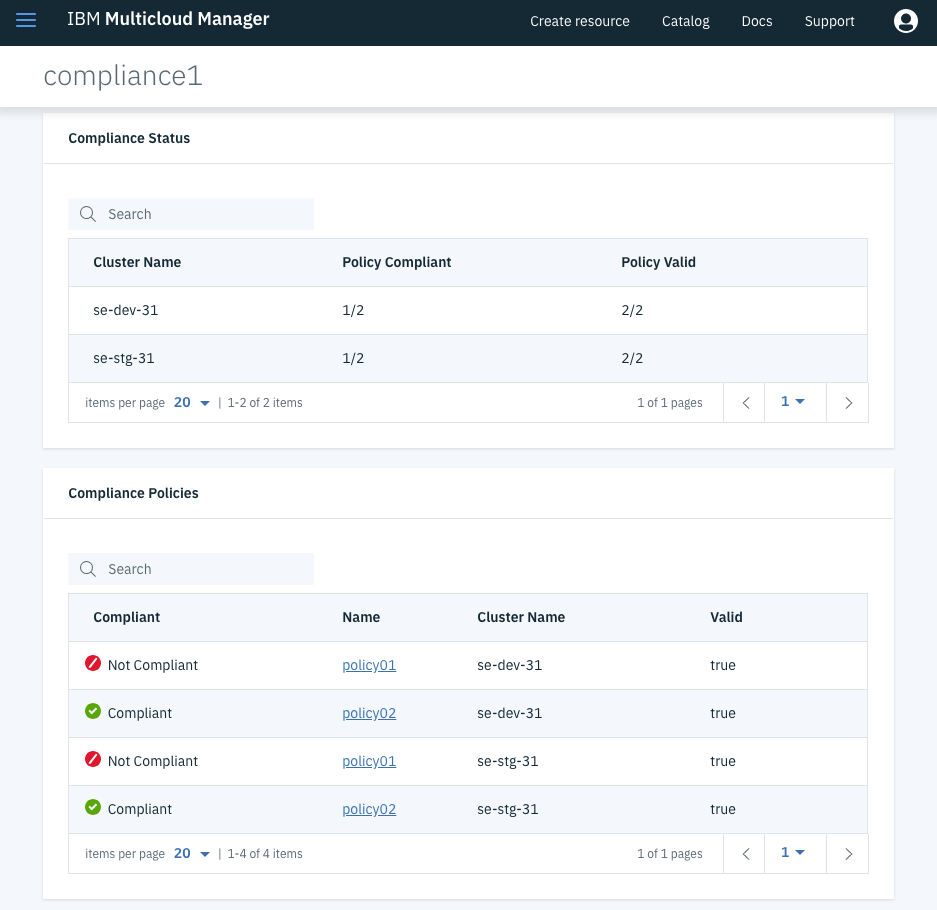 IBM Multicloud Manager Create resource Catalog Docs Support
compliance1
Compliance Status
Search
Cluster Name Policy Compliant Policy Valid
se-dev-31 1/2 2/2
se-stg-31 1/2 2/2
items per page 20 | 1-2 of 2 items 1 of 1 pages 1
Compliance Policies
Search
Compliant Name Cluster Name Valid
Not Compliant policy01 se-dev-31 true
Compliant policy02 se-dev-31 true
Not Compliant policy01 se-stg-31 true
Compliant policy02 se-stg-31 true
items per page 20 | 1-4 of 4 items 1 of 1 pages 1